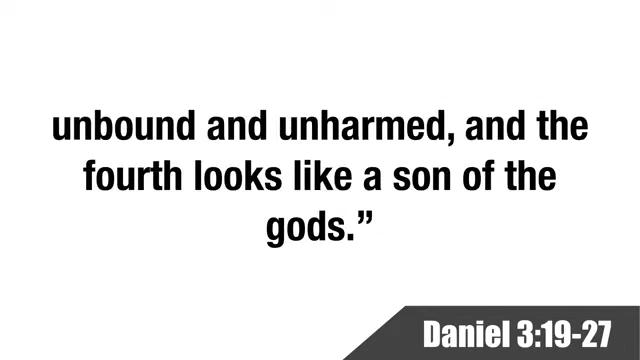 unbound and unharmed, and the
fourth looks like a son of the
gods.”
Daniel 3:19-27